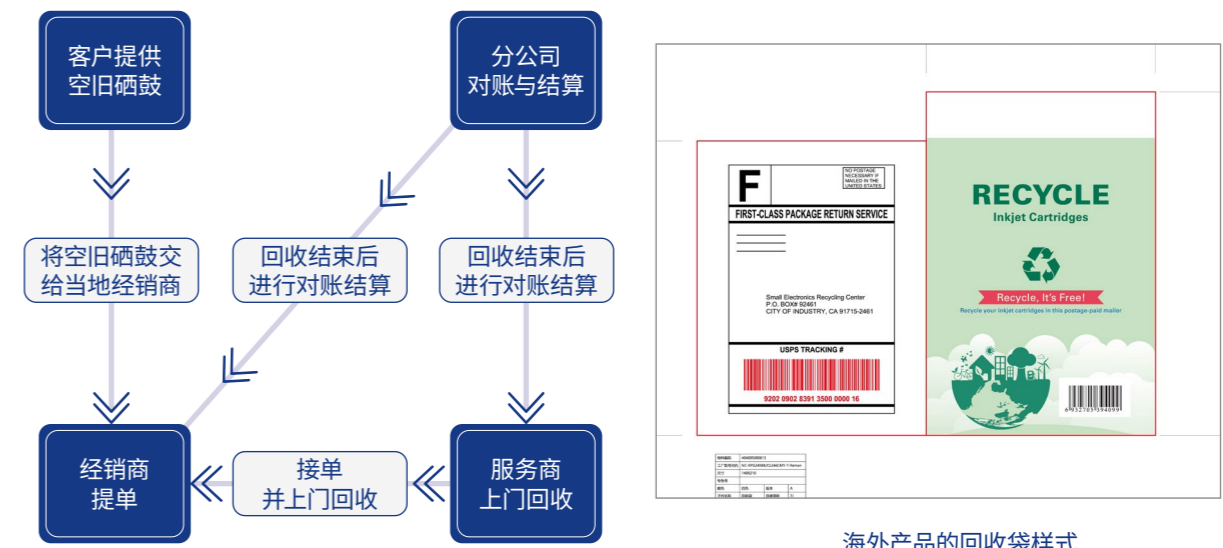 客户提供
空旧硒鼓
分公司
对账与结算
将空旧硒鼓交
给当地经销商
回收结束后
进行对账结算
回收结束后
进行对账结算
经销商
提单
接单
并上门回收
服务商
上门回收
F
NO POSTAGE
NECESSARY IF
MAILED IN THE
UNITED STATES
FIRST-CLASS PACKAGE RETURN SERVICE
Small Electronics Recycling Center
P.O. BOX# 92461
CITY OF INDUSTRY, CA 91715-2461
USPS TRACKING #
9202 0902 8391 3500 0000 16
RECYCLE
Inkjet Cartridges
Recycle, It's Free!
Recycle your inkjet cartridges in this postage-paid mailer
6 932703 394099
海外产品的回收袋样式